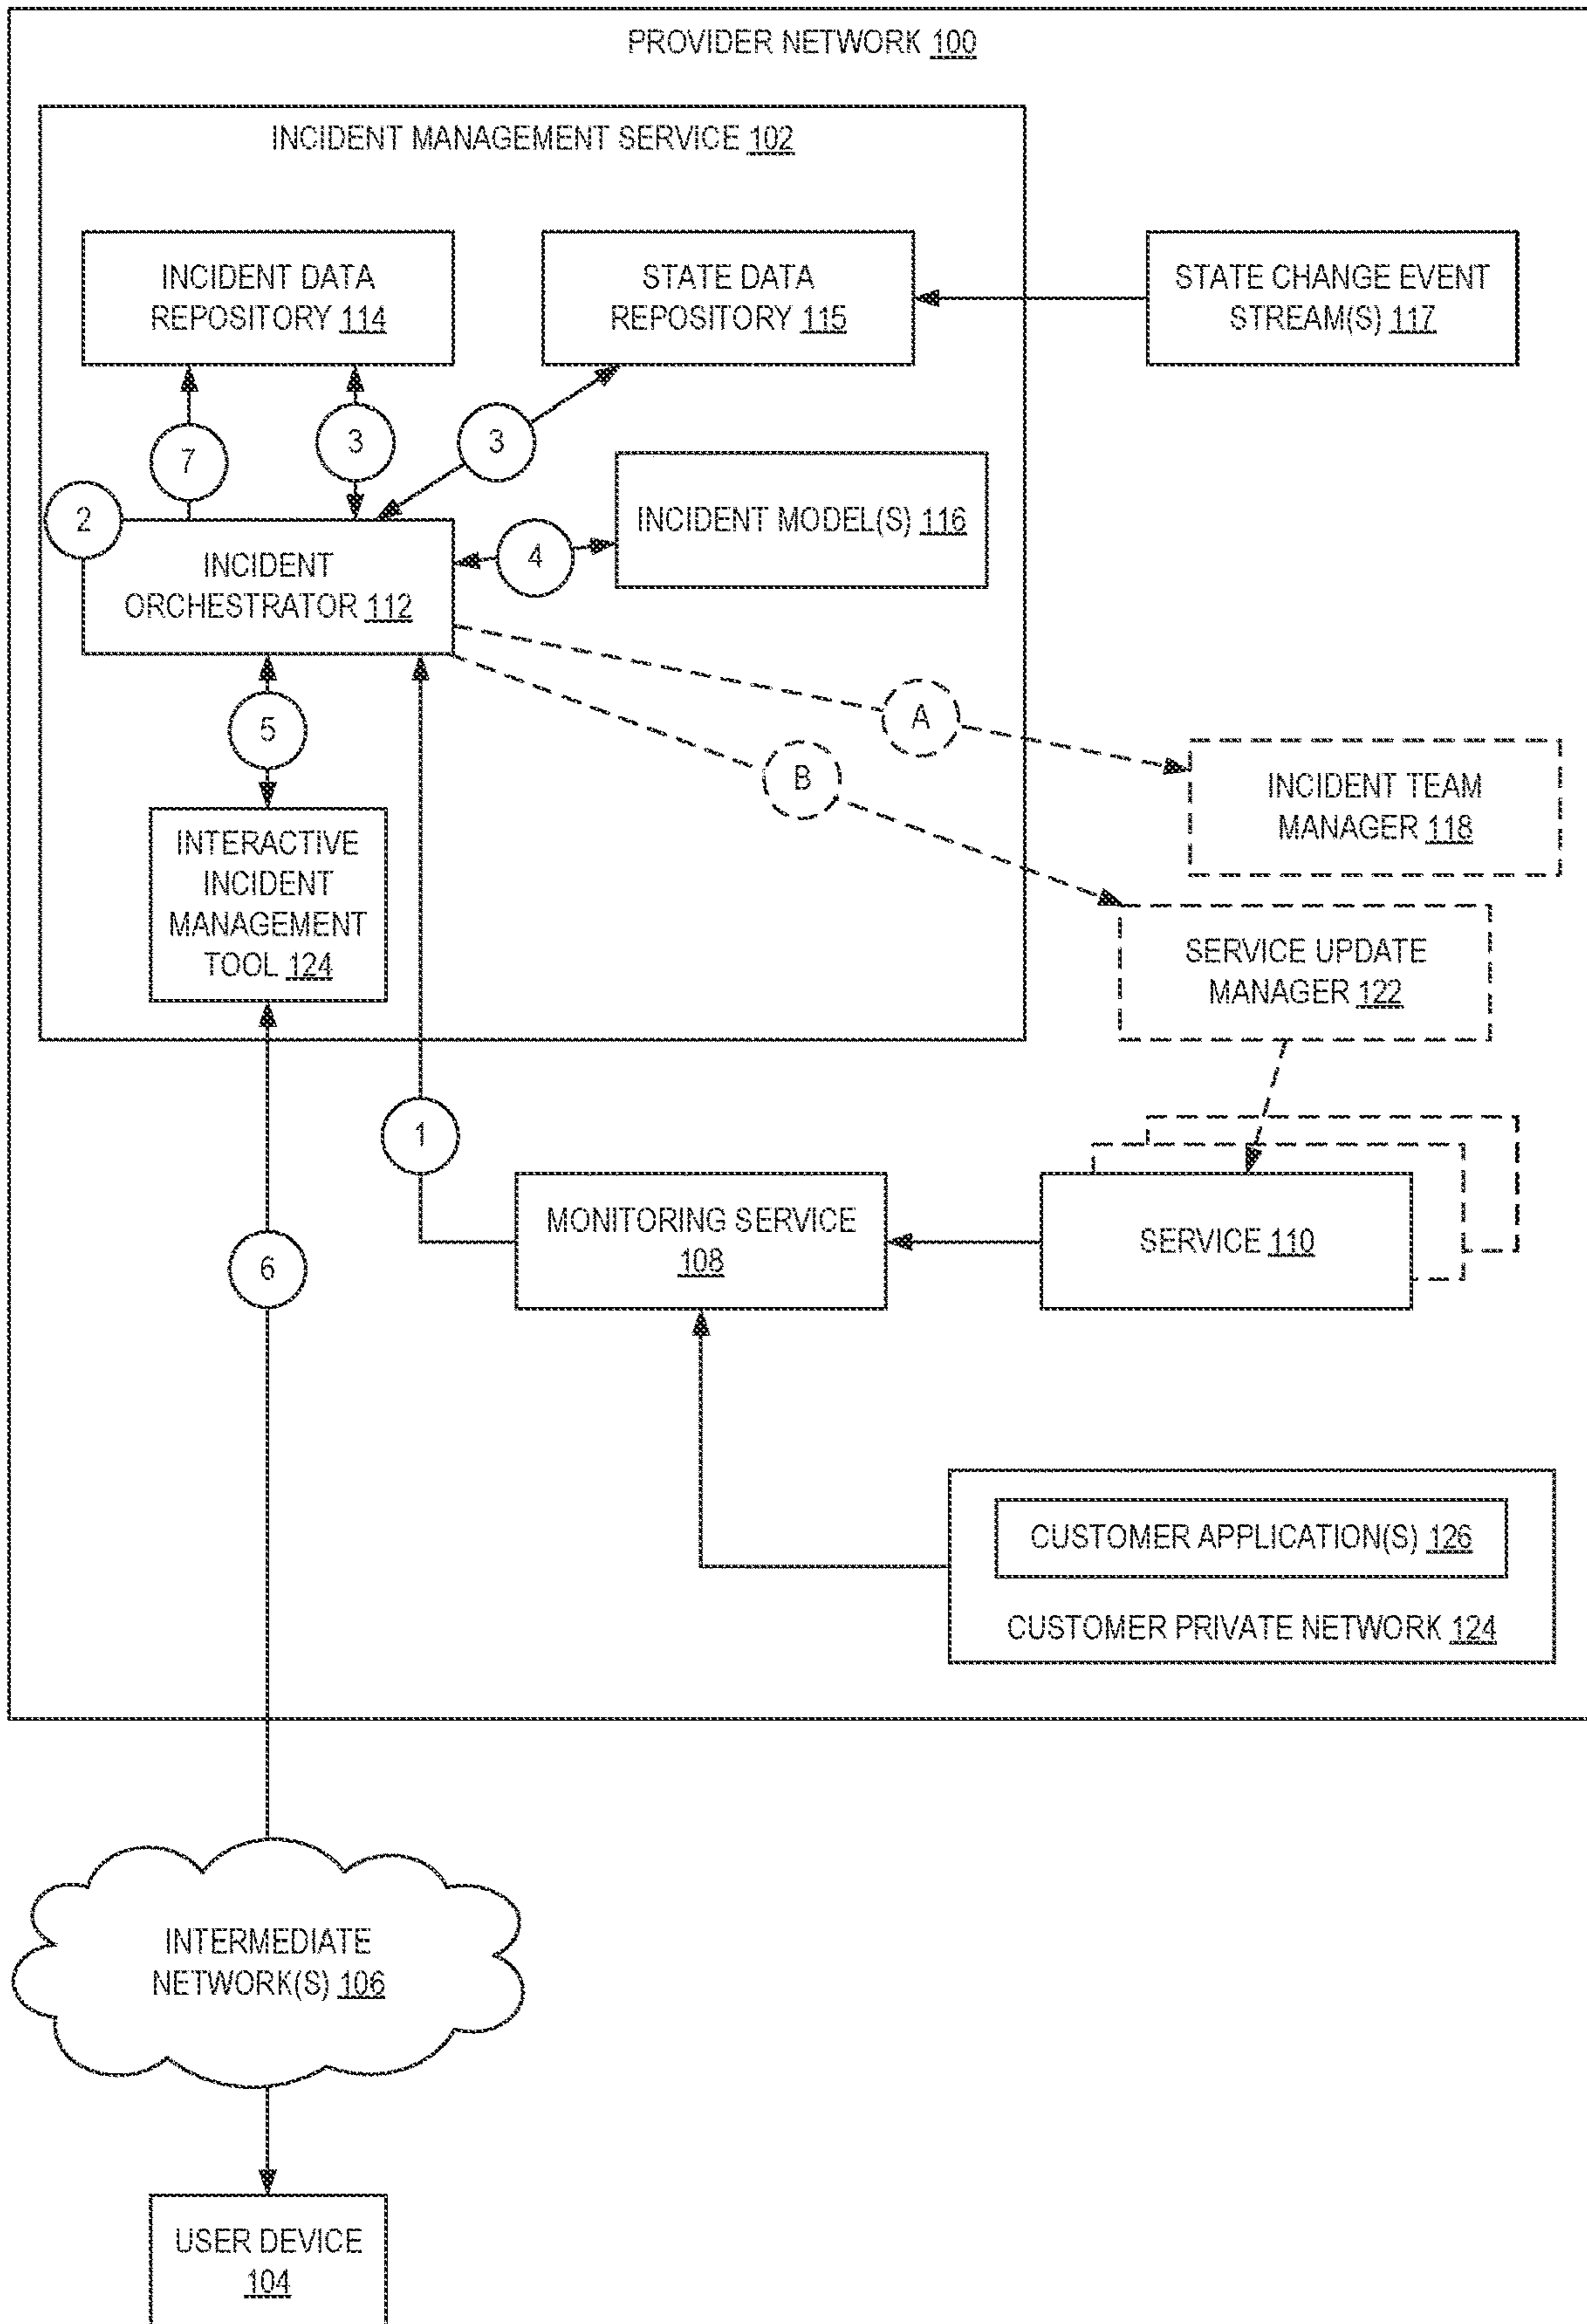 PROVIDER NETWORK 100
INCIDENT MANAGEMENT SERVICE 102
INCIDENT DATA
REPOSITORY 114
STATE DATA
REPOSITORY 115
STATE CHANGE EVENT
STREAM(S) 117
7
3
3
2
INCIDENT
ORCHESTRATOR 112
4
INCIDENT MODEL(S) 116
5
A
B
INCIDENT TEAM
MANAGER 118
INTERACTIVE
INCIDENT
MANAGEMENT
TOOL 124
SERVICE UPDATE
MANAGER 122
1
MONITORING SERVICE
108
SERVICE 110
6
CUSTOMER APPLICATION(S) 126
CUSTOMER PRIVATE NETWORK 124
INTERMEDIATE
NETWORK(S) 106
USER DEVICE
104